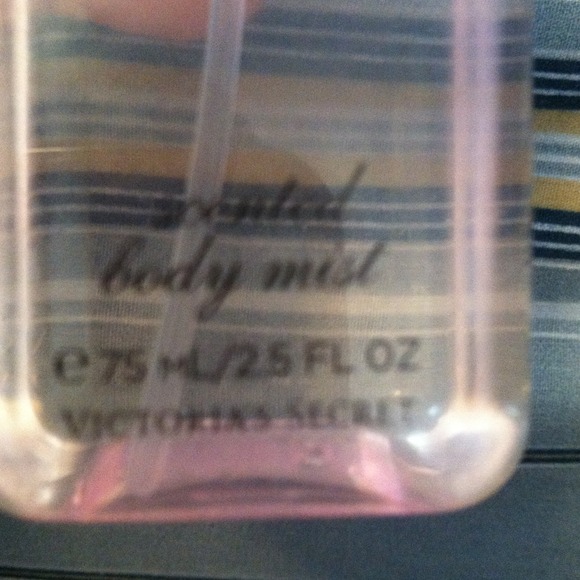 scented
body mist
℮ 75 ML/2.5 FL OZ
VICTORIA'S SECRET